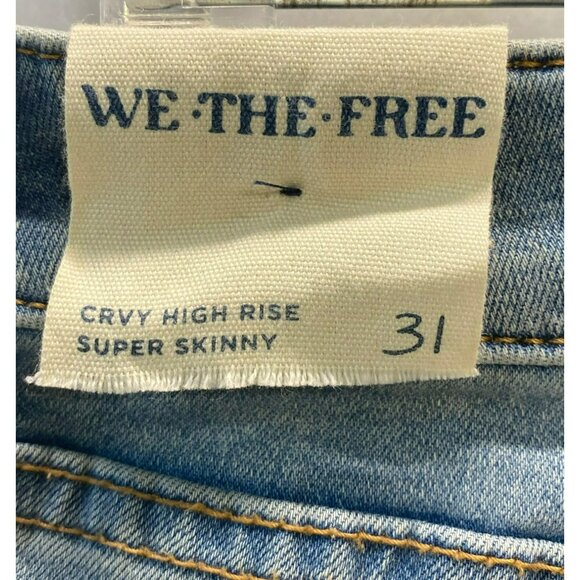 WE·THE·FREE
CRVY HIGH RISE
SUPER SKINNY
31